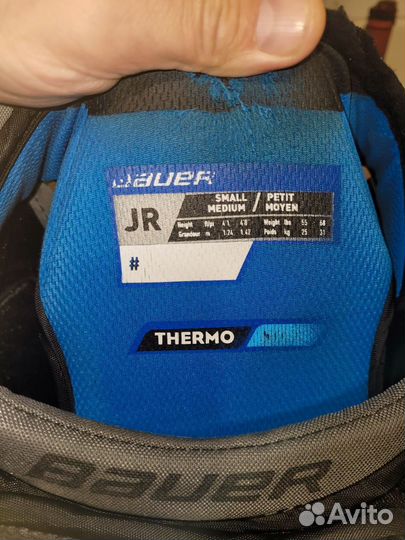 BAUER
JR
SMALL / PETIT
MEDIUM / MOYEN
Height ft/pi 4'1 4'8 Weight lbs 55 68
Grandeur m 1.24 1.42 Poids kg 25 31
#
THERMO
BAUER
Avito